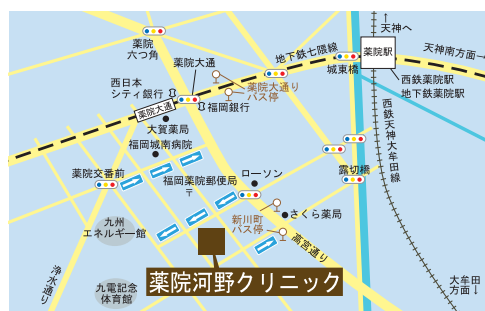 天神へ
薬院
六つ角
地下鉄七隈線
薬院駅
天神南方面→
城東橋
西鉄薬院駅
地下鉄薬院駅
薬院大通
西日本
シティ銀行
薬院大通り
バス停
福岡銀行
薬院大通
大賀薬局
福岡城南病院
西鉄天神大牟田線
薬院交番前
福岡薬院郵便局
〒
ローソン
露切橋
九州
エネルギー館
新川町
バス停
さくら薬局
高宮通り
浄水通り
九電記念
体育館
薬院河野クリニック
大牟田
方面↓